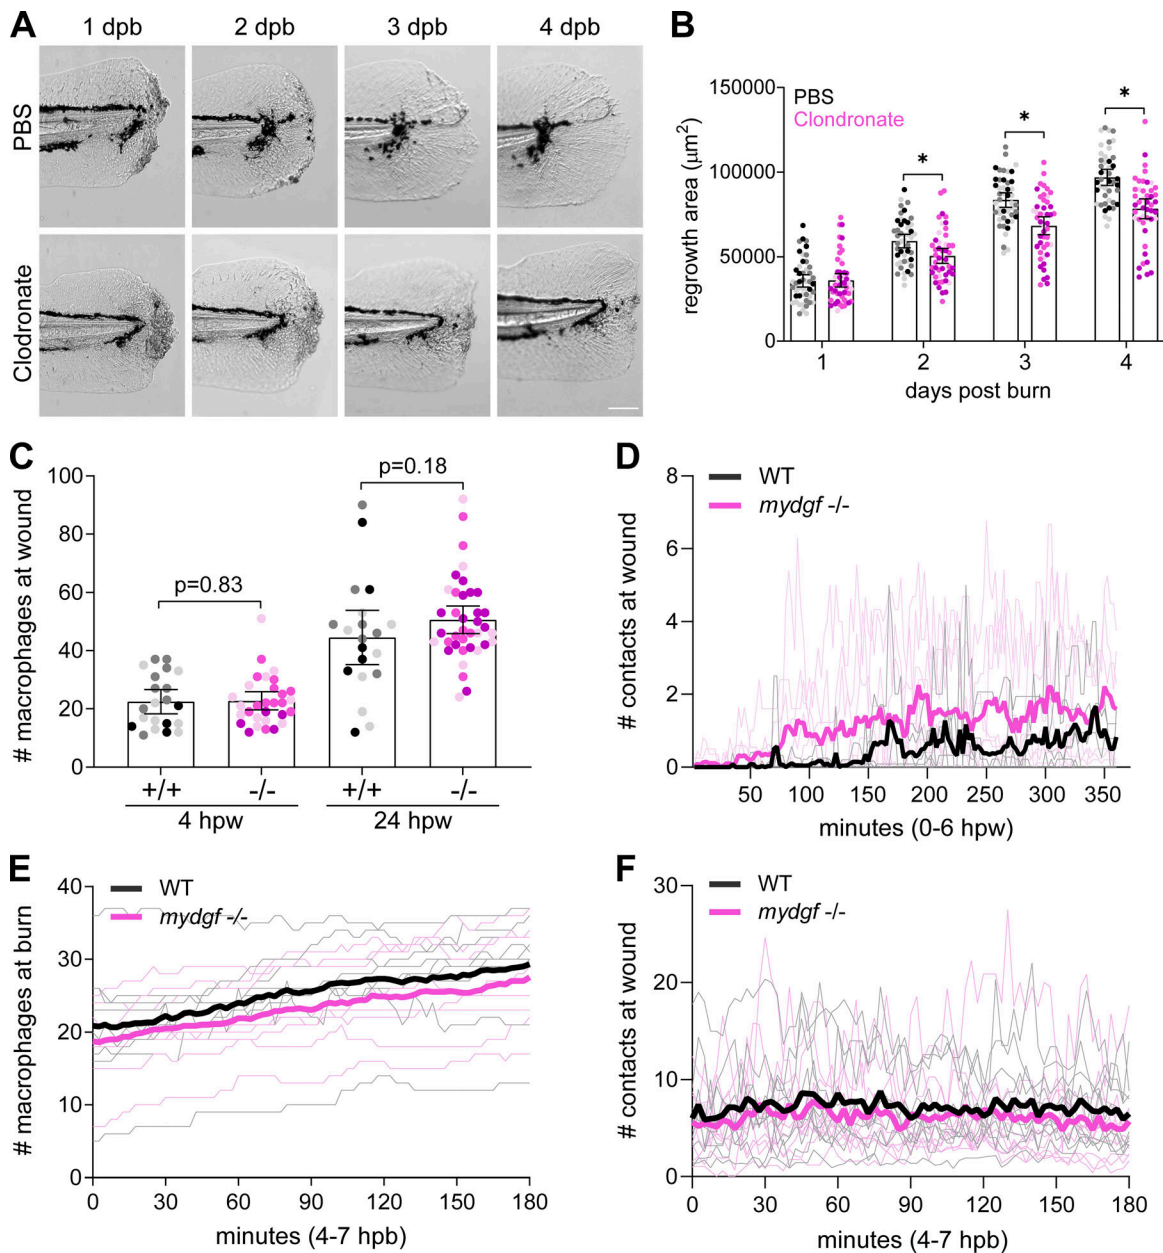 A
1 dpb
2 dpb
3 dpb
4 dpb
PBS
Clodronate
B
PBS
Clondronate
regrowth area (μm²)
150000
100000
50000
0
*
*
*
1
2
3
4
days post burn
C
# macrophages at wound
100
80
60
40
20
0
p=0.83
p=0.18
+/+
-/-
+/+
-/-
4 hpw
24 hpw
D
WT
mydgf -/-
# contacts at wound
8
6
4
2
0
50
100
150
200
250
300
350
minutes (0-6 hpw)
E
WT
mydgf -/-
# macrophages at burn
40
30
20
10
0
0
30
60
90
120
150
180
minutes (4-7 hpb)
F
WT
mydgf -/-
# contacts at wound
30
20
10
0
0
30
60
90
120
150
180
minutes (4-7 hpb)